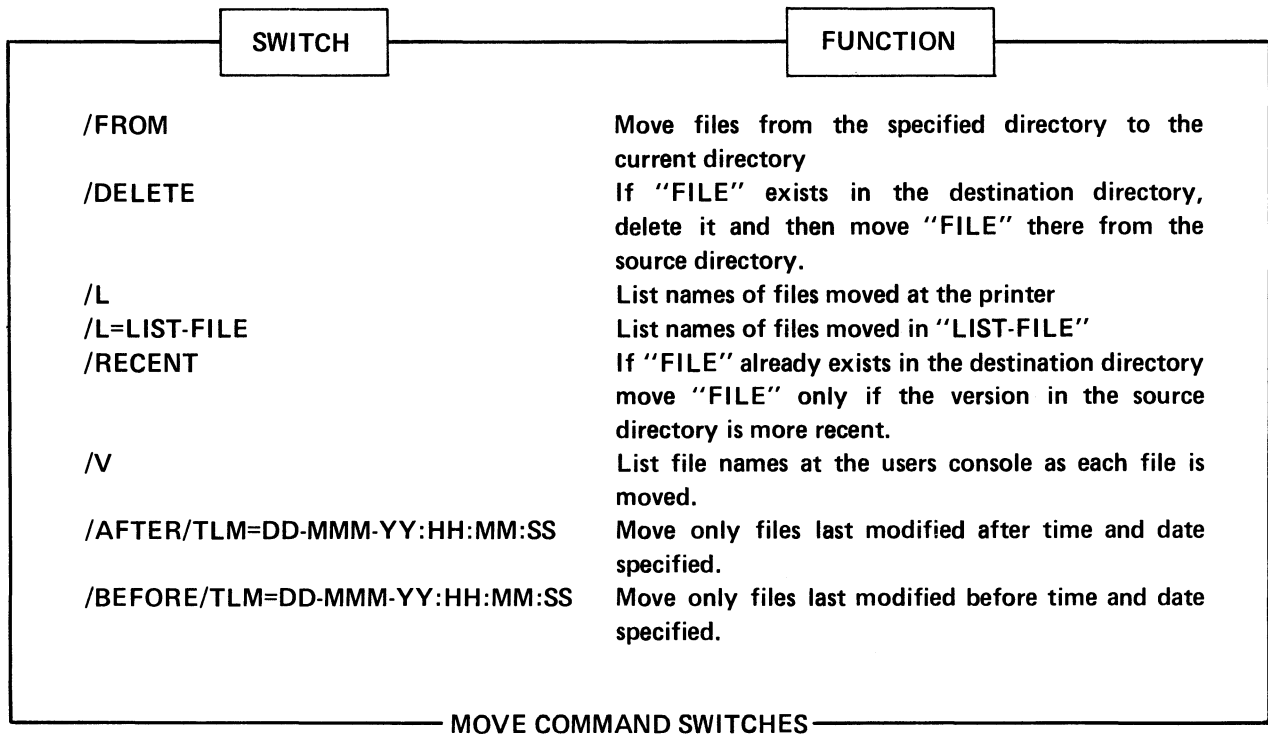 SWITCH FUNCTION
/FROM Move files from the specified directory to the
current directory
/DELETE If "FILE" exists in the destination directory,
delete it and then move "FILE" there from the
source directory.
/L List names of files moved at the printer
/L=LIST-FILE List names of files moved in "LIST-FILE"
/RECENT If "FILE" already exists in the destination directory
move "FILE" only if the version in the source
directory is more recent.
/V List file names at the users console as each file is
moved.
/AFTER/TLM=DD-MMM-YY:HH:MM:SS Move only files last modified after time and date
specified.
/BEFORE/TLM=DD-MMM-YY:HH:MM:SS Move only files last modified before time and date
specified.
MOVE COMMAND SWITCHES